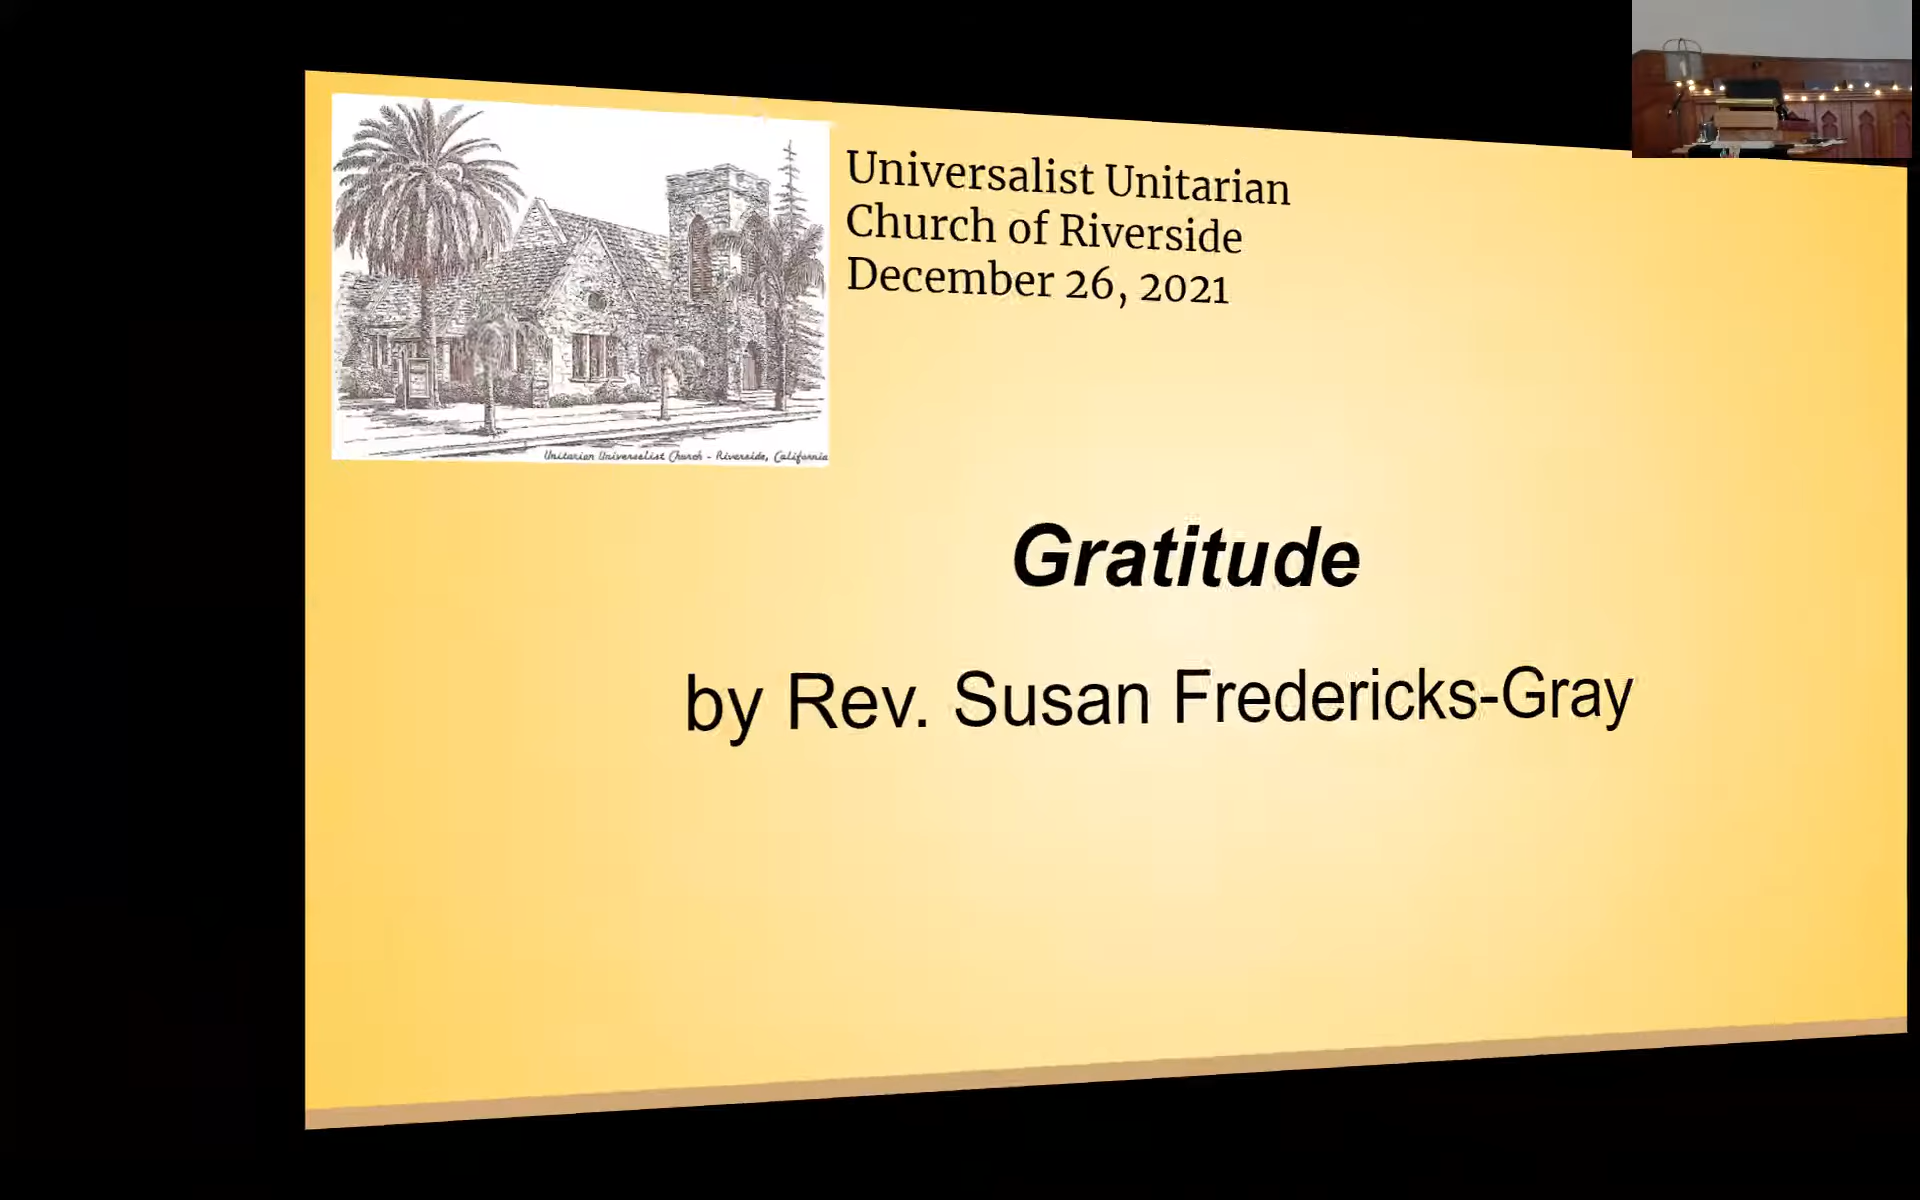 Universalist Unitarian
Church of Riverside
December 26, 2021
Unitarian Universalist Church - Riverside, California
Gratitude
by Rev. Susan Fredericks-Gray